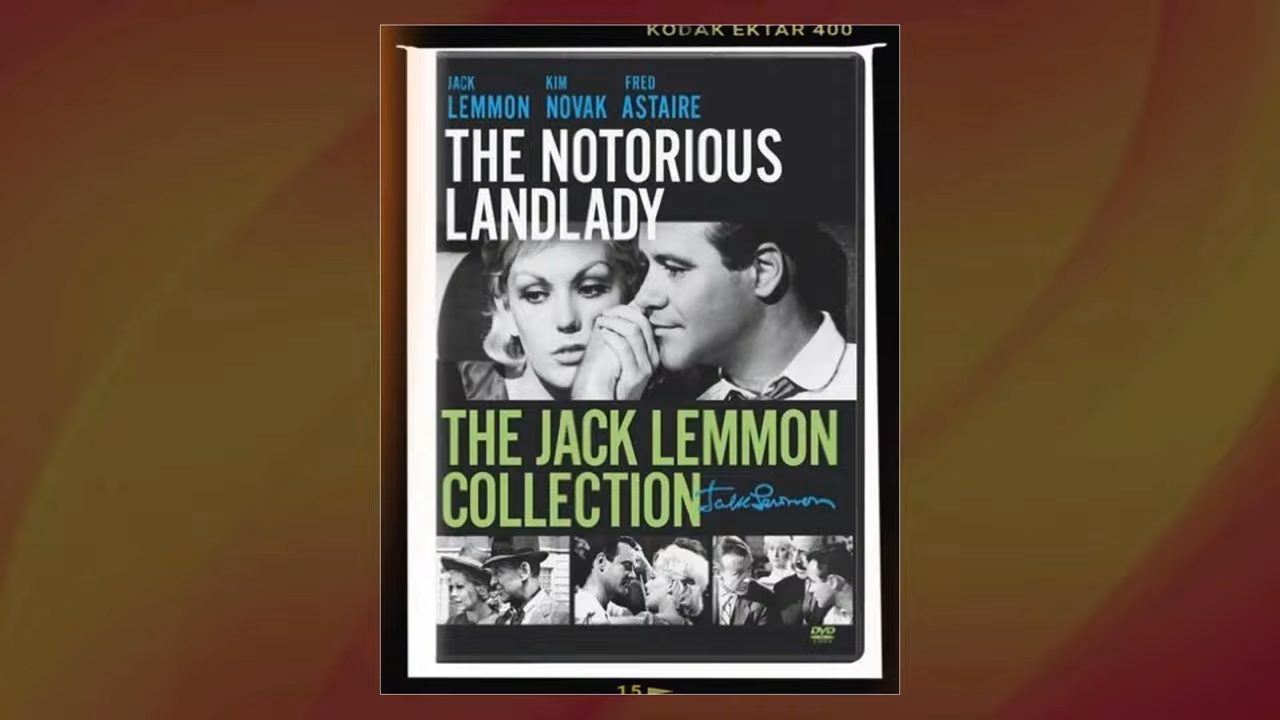 KODAK EKTAR 400
JACK KIM FRED
LEMMON NOVAK ASTAIRE
THE NOTORIOUS
LANDLADY
THE JACK LEMMON
COLLECTION
Jack Lemmon
DVD
15